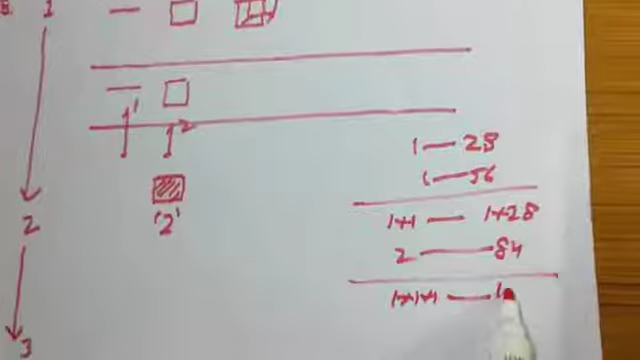 1
1 2
'2'
2
3
1 — 28
1 — 56
1+1 — 1+28
2 — 84
1+1+1 — 1